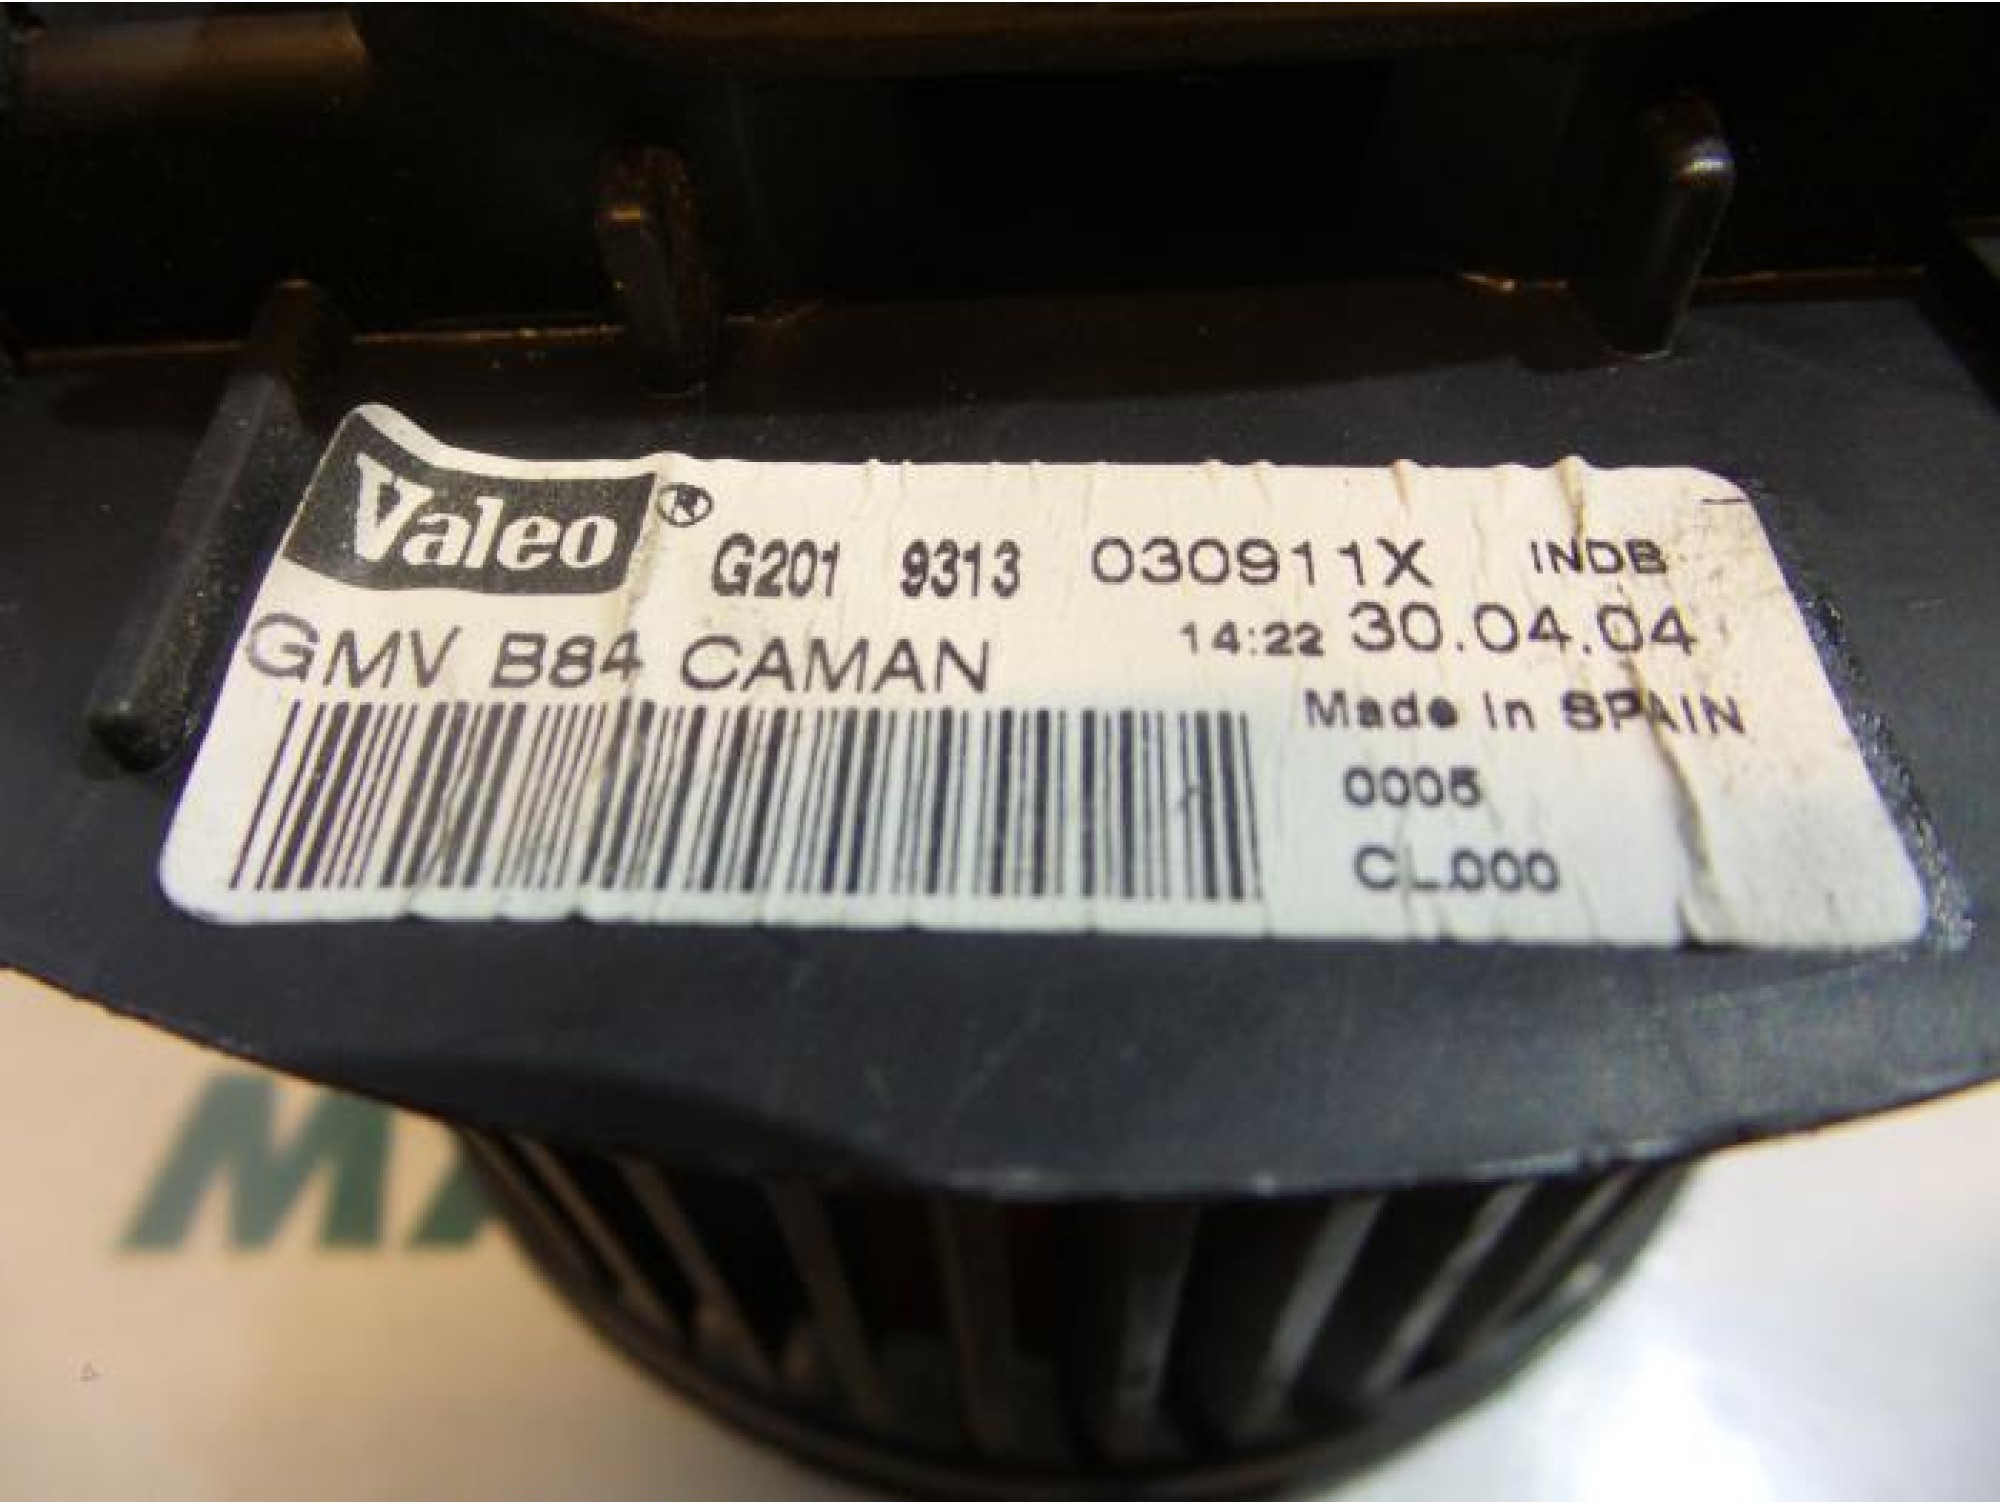 Valeo ® G201 9313 030911X INDB
GMV B84 CAMAN 14:22 30.04.04
Made in SPAIN
0005
CL000